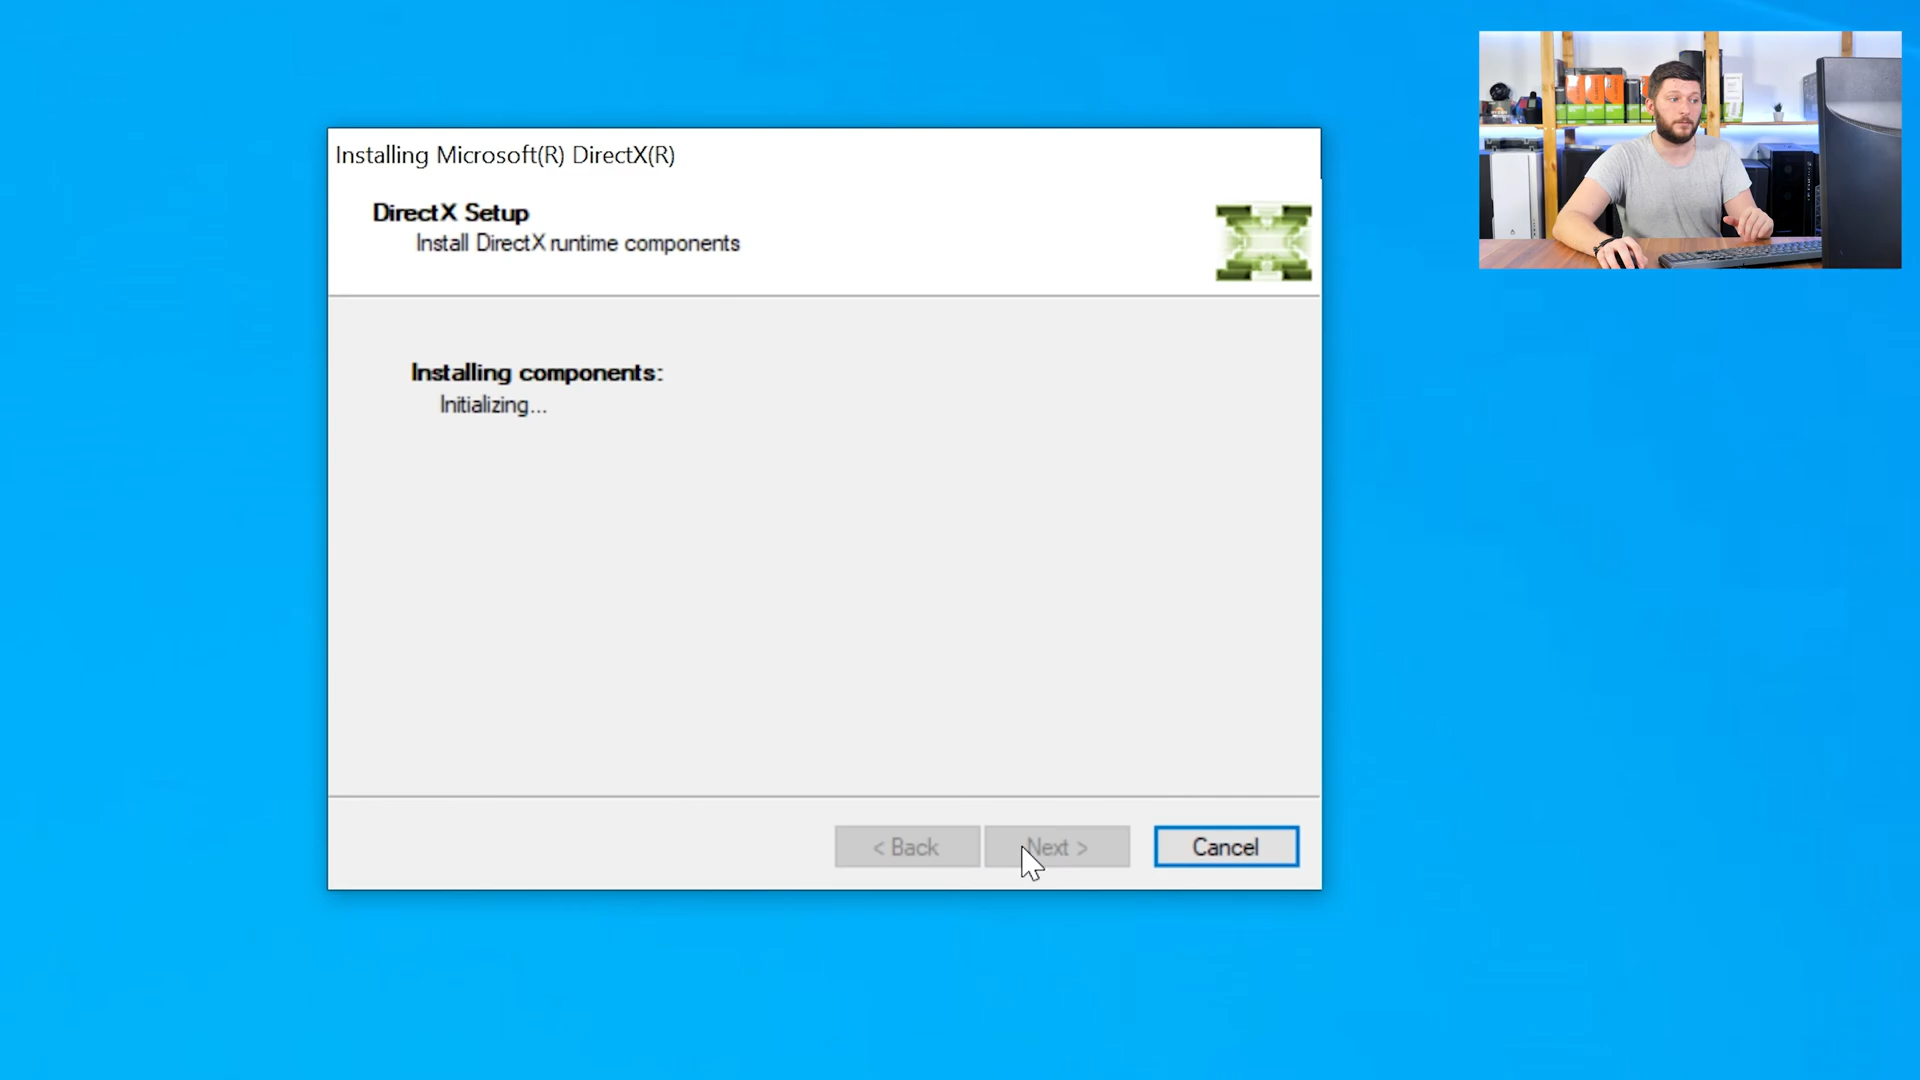 Installing Microsoft(R) DirectX(R)
DirectX Setup
Install DirectX runtime components
Installing components:
Initializing...
< Back
Next >
Cancel